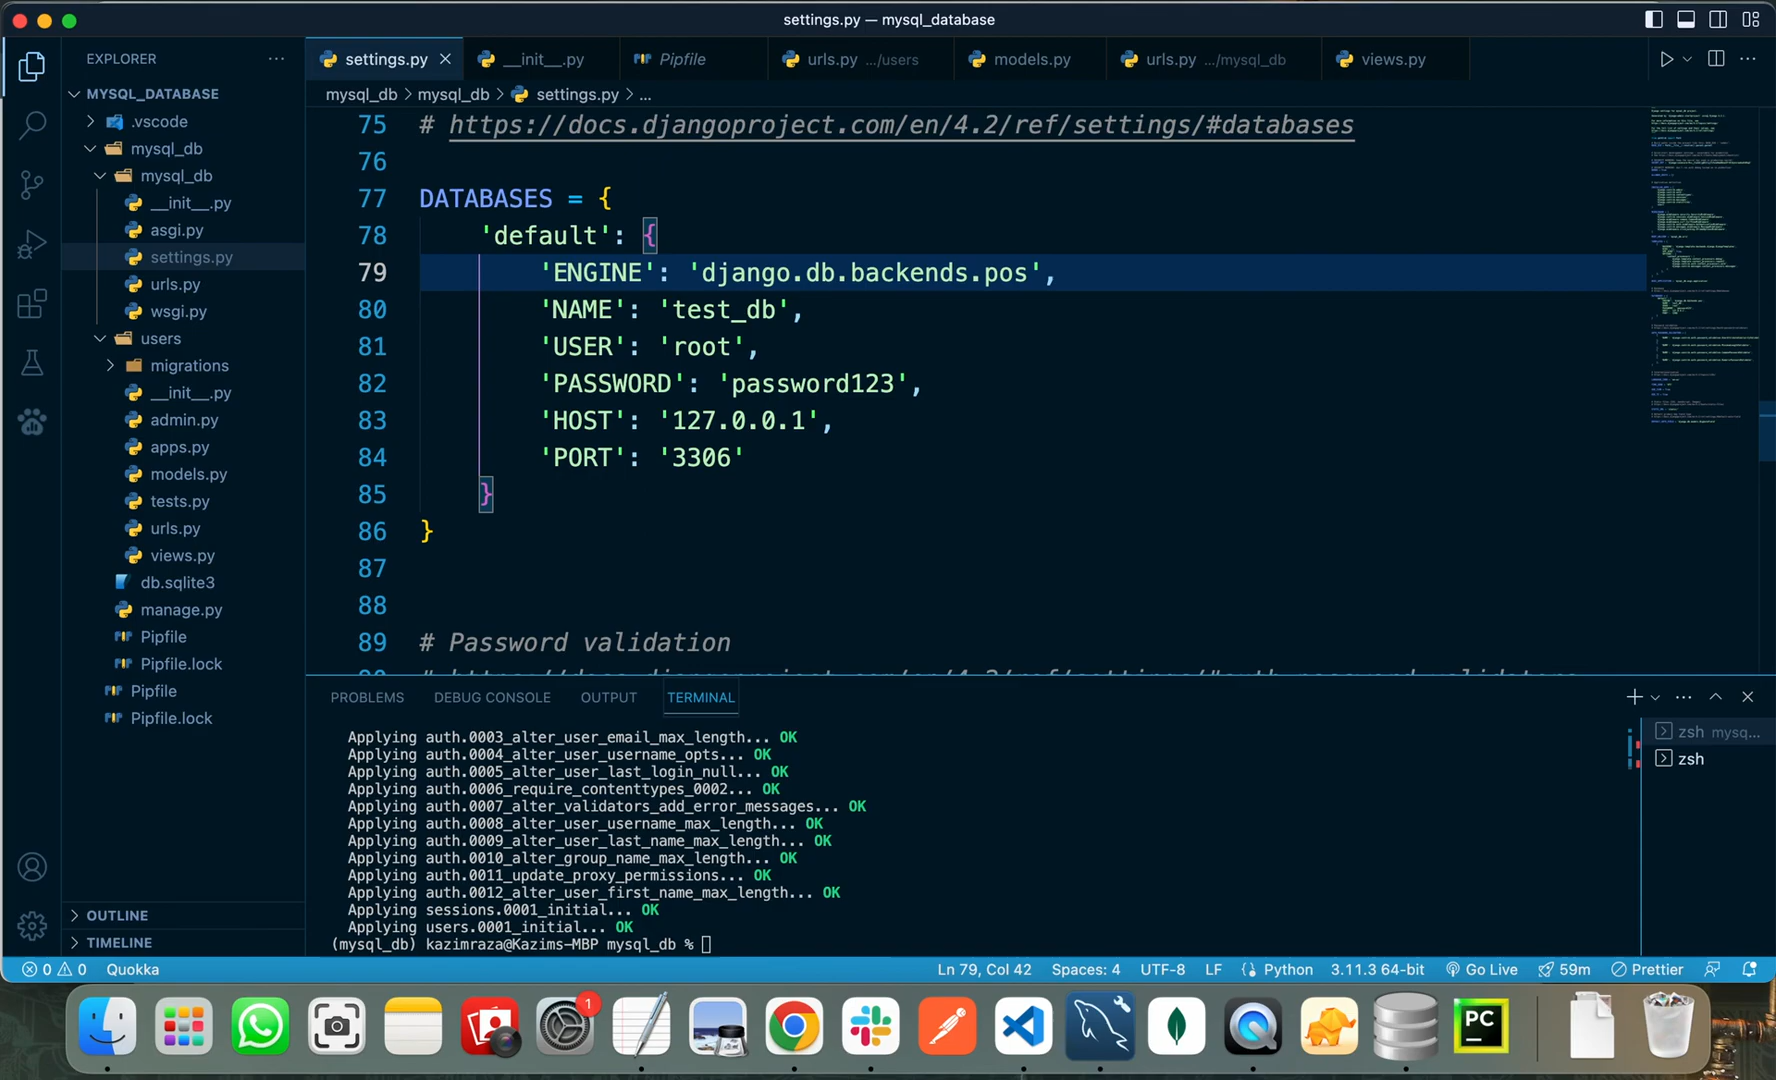 settings.py — mysql_database
EXPLORER
settings.py
__init__.py
Pipfile
urls.py .../users
models.py
urls.py .../mysql_db
views.py
mysql_db > mysql_db > settings.py > ...
MYSQL_DATABASE
.vscode
mysql_db
mysql_db
__init__.py
asgi.py
settings.py
urls.py
wsgi.py
users
migrations
__init__.py
admin.py
apps.py
models.py
tests.py
urls.py
views.py
db.sqlite3
manage.py
Pipfile
Pipfile.lock
Pipfile
Pipfile.lock
OUTLINE
TIMELINE
75 # https://docs.djangoproject.com/en/4.2/ref/settings/#databases
76
77 DATABASES = {
78 'default': {
79 'ENGINE': 'django.db.backends.pos',
80 'NAME': 'test_db',
81 'USER': 'root',
82 'PASSWORD': 'password123',
83 'HOST': '127.0.0.1',
84 'PORT': '3306'
85 }
86 }
87
88
89 # Password validation
PROBLEMS DEBUG CONSOLE OUTPUT TERMINAL
Applying auth.0003_alter_user_email_max_length... OK
Applying auth.0004_alter_user_username_opts... OK
Applying auth.0005_alter_user_last_login_null... OK
Applying auth.0006_require_contenttypes_0002... OK
Applying auth.0007_alter_validators_add_error_messages... OK
Applying auth.0008_alter_user_username_max_length... OK
Applying auth.0009_alter_user_last_name_max_length... OK
Applying auth.0010_alter_group_name_max_length... OK
Applying auth.0011_update_proxy_permissions... OK
Applying auth.0012_alter_user_first_name_max_length... OK
Applying sessions.0001_initial... OK
Applying users.0001_initial... OK
(mysql_db) kazimraza@Kazims-MBP mysql_db %
zsh mysq...
zsh
0 0 Quokka Ln 79, Col 42 Spaces: 4 UTF-8 LF Python 3.11.3 64-bit Go Live 59m Prettier
1
PC